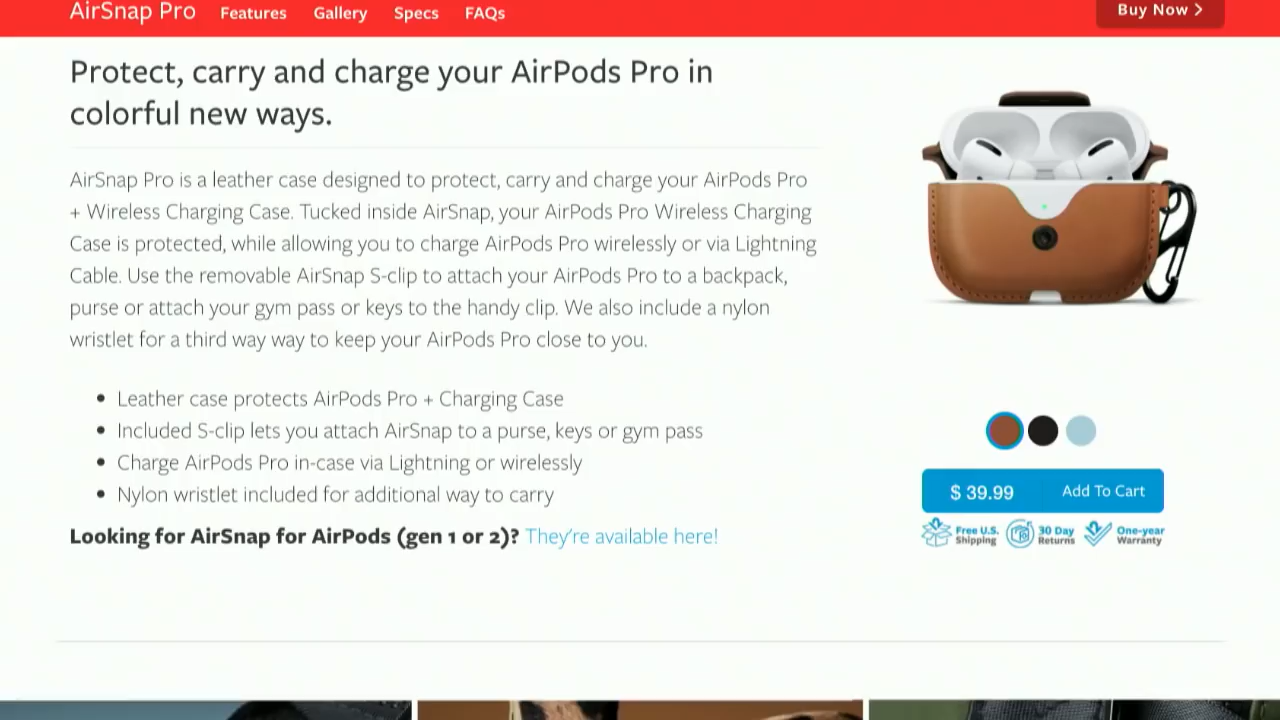 AirSnap Pro Features Gallery Specs FAQs Buy Now >
Protect, carry and charge your AirPods Pro in
colorful new ways.
AirSnap Pro is a leather case designed to protect, carry and charge your AirPods Pro
+ Wireless Charging Case. Tucked inside AirSnap, your AirPods Pro Wireless Charging
Case is protected, while allowing you to charge AirPods Pro wirelessly or via Lightning
Cable. Use the removable AirSnap S-clip to attach your AirPods Pro to a backpack,
purse or attach your gym pass or keys to the handy clip. We also include a nylon
wristlet for a third way way to keep your AirPods Pro close to you.
• Leather case protects AirPods Pro + Charging Case
• Included S-clip lets you attach AirSnap to a purse, keys or gym pass
• Charge AirPods Pro in-case via Lightning or wirelessly
• Nylon wristlet included for additional way to carry
Looking for AirSnap for AirPods (gen 1 or 2)? They're available here!
$ 39.99 Add To Cart
Free U.S.
Shipping
30 Day
Returns
One-year
Warranty